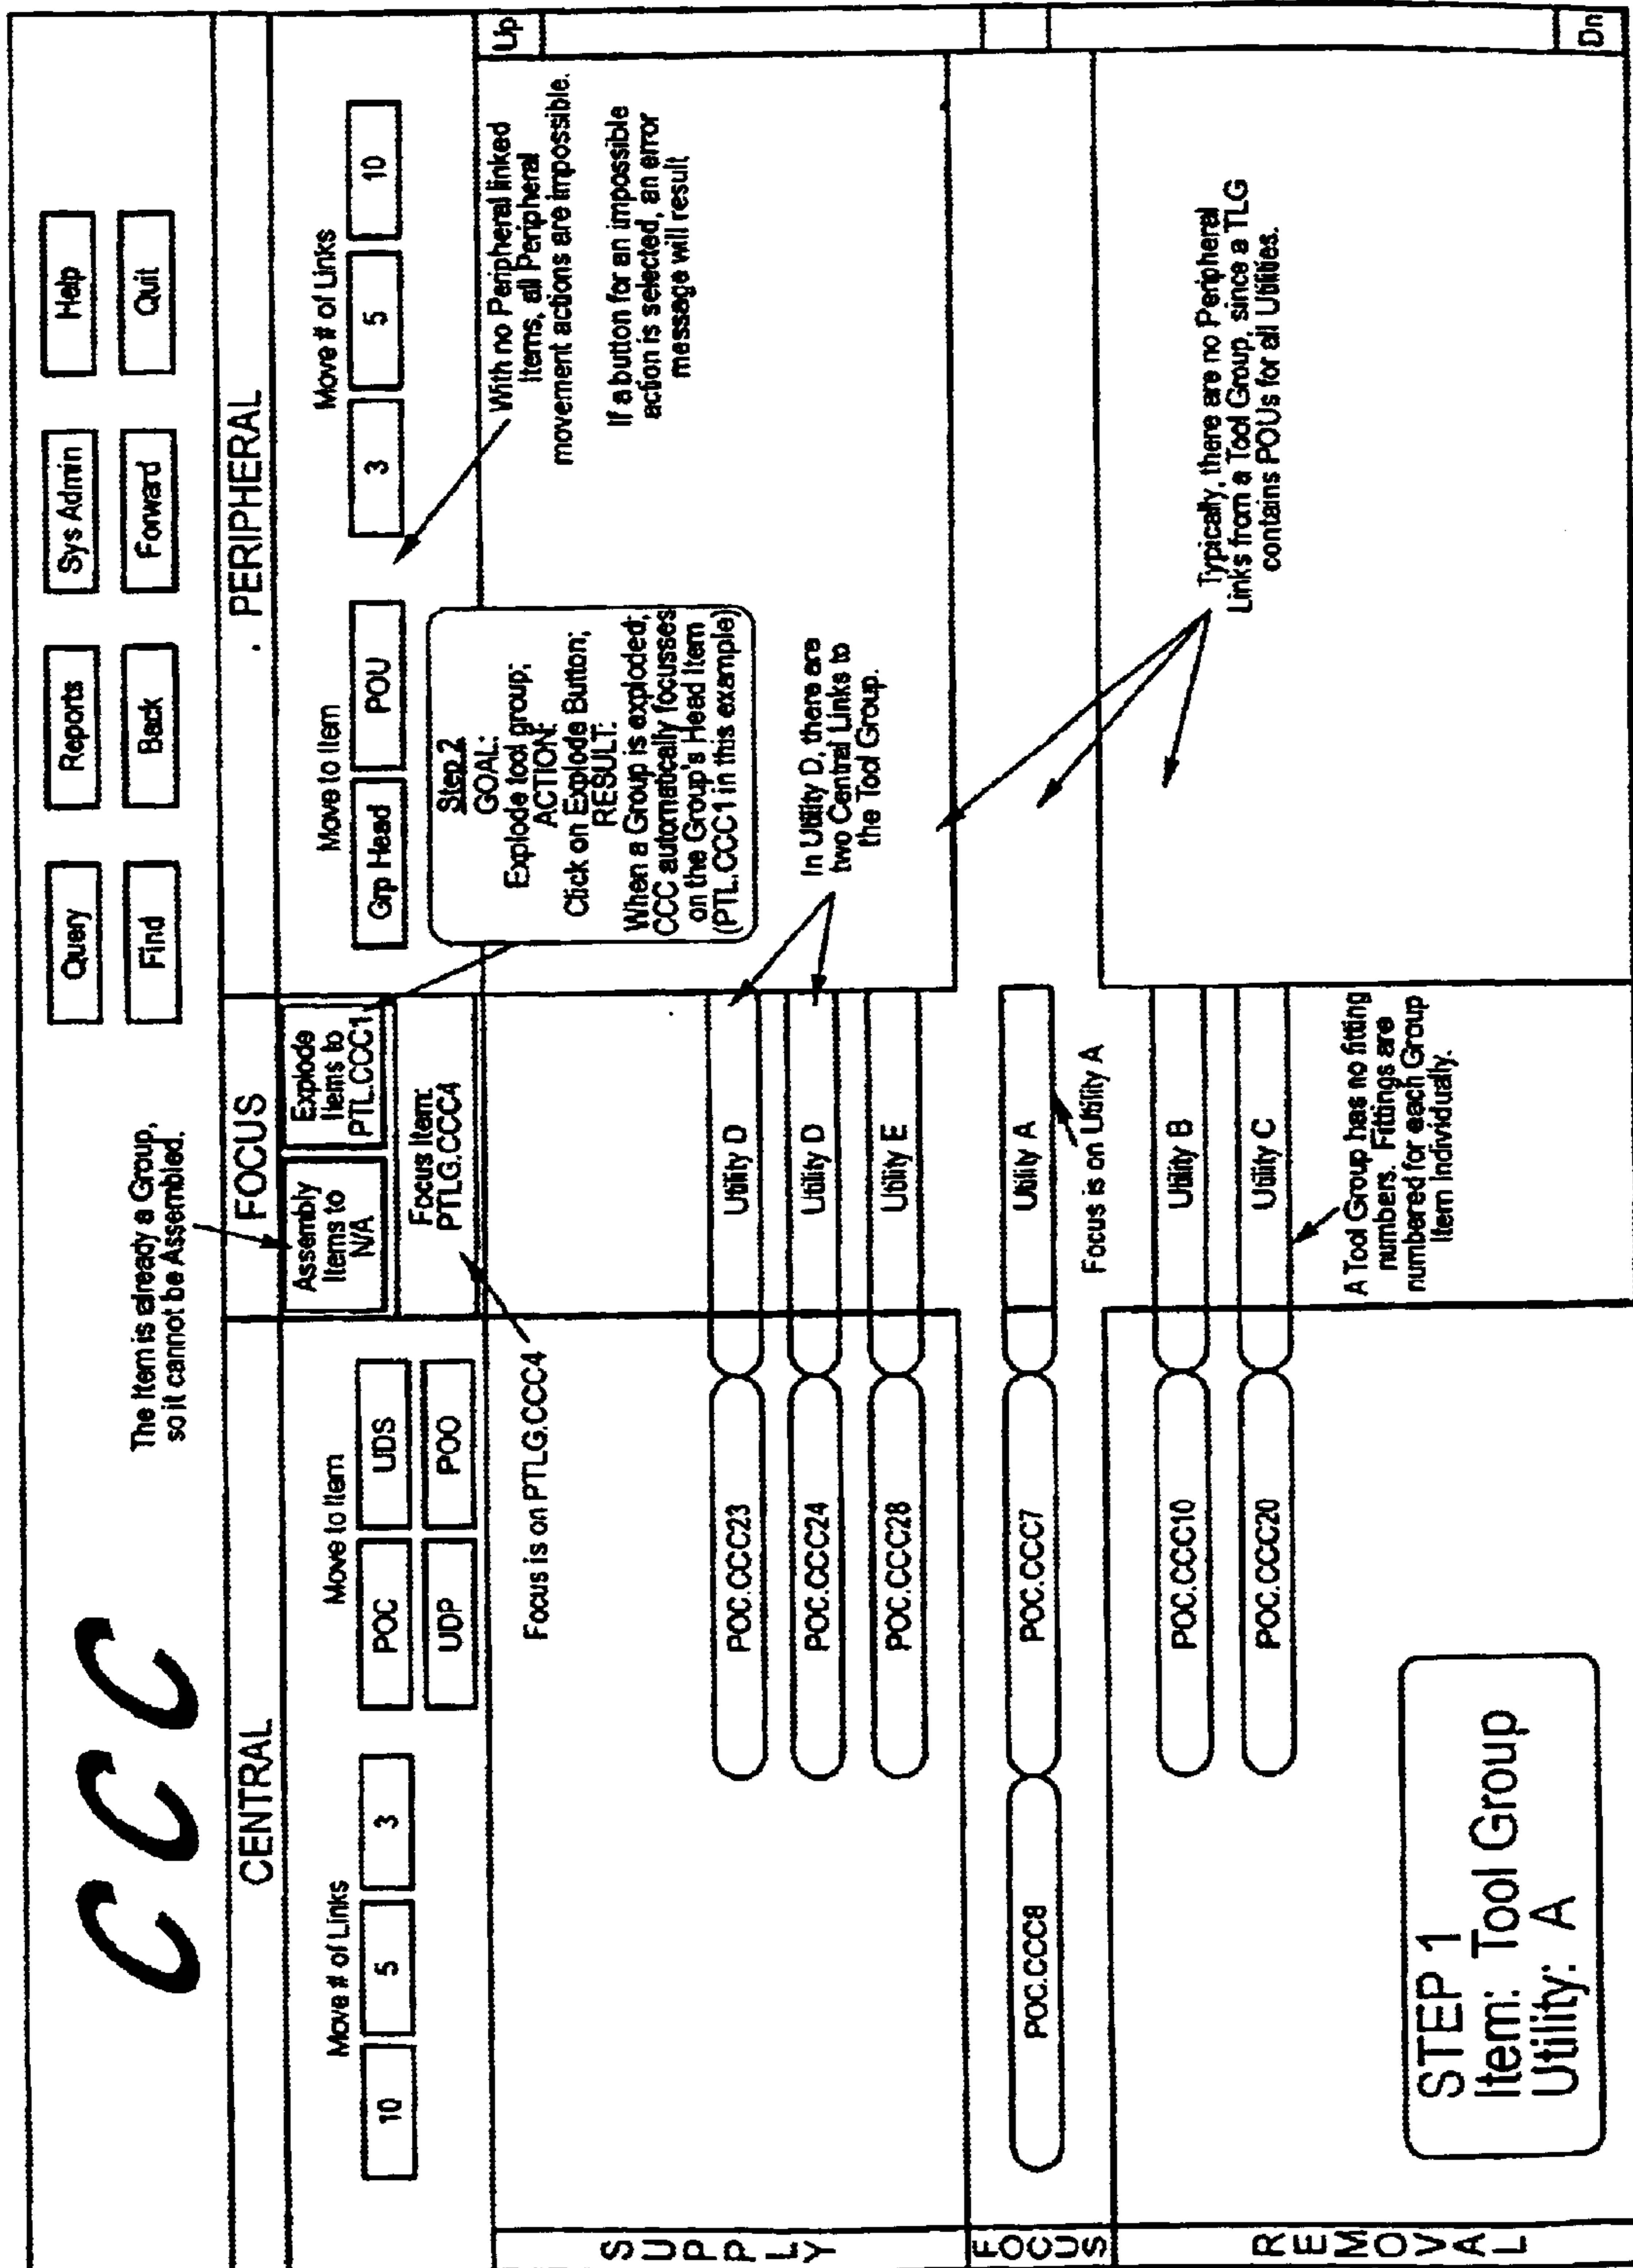 CCC
Query
Reports
Sys Admin
Help
Find
Back
Forward
Quit
The Item is already a Group,
so it cannot be Assembled.
CENTRAL
FOCUS
. PERIPHERAL
Move # of Links
10
5
3
Move to Item
POC
UDS
UDP
POO
Assembly
Items to
N/A
Explode
Items to
PTL.CCC1
Focus Item:
PTLG.CCC4
Move to Item
Grp Head
POU
Move # of Links
3
5
10
Up
Focus is on PTLG.CCC4
Step 2
GOAL:
Explode tool group;
ACTION:
Click on Explode Button;
RESULT:
When a Group is exploded,
CCC automatically focusses
on the Group's Head Item
(PTL.CCC1 in this example)
With no Peripheral linked
Items, all Peripheral
movement actions are impossible.
If a button for an impossible
action is selected, an error
message will result
SUPPLY
POC.CCC23
Utility D
POC.CCC24
Utility D
POC.CCC28
Utility E
In Utility D, there are
two Central Links to
the Tool Group.
FOCUS
POC.CCC8
POC.CCC7
Utility A
Focus is on Utility A
REMOVAL
POC.CCC10
Utility B
POC.CCC20
Utility C
Typically, there are no Peripheral
Links from a Tool Group, since a TLG
contains POUs for all Utilities.
A Tool Group has no fitting
numbers. Fittings are
numbered for each Group
Item Individually.
STEP 1
Item: Tool Group
Utility: A
Dn